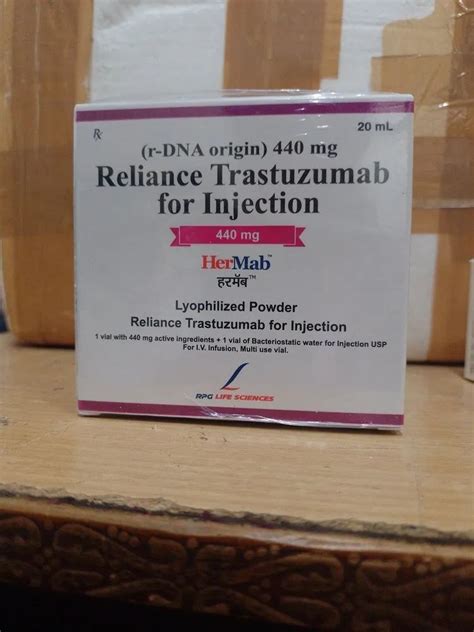 Rx
20 mL
(r-DNA origin) 440 mg
Reliance Trastuzumab
for Injection
440 mg
HerMab™
हरमॅब™
Lyophilized Powder
Reliance Trastuzumab for Injection
1 vial with 440 mg active ingredients + 1 vial of Bacteriostatic water for Injection USP
For I.V. Infusion, Multi use vial.
RPG LIFE SCIENCES